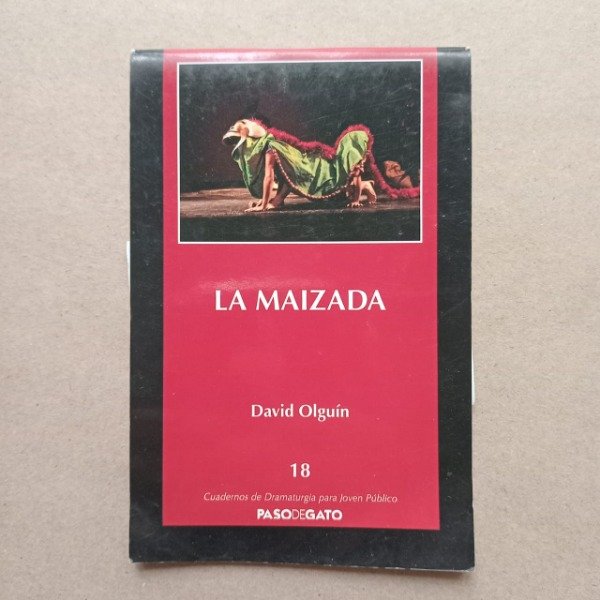 LA MAIZADA
David Olguín
18
Cuadernos de Dramaturgia para Joven Público
PASODEGATO